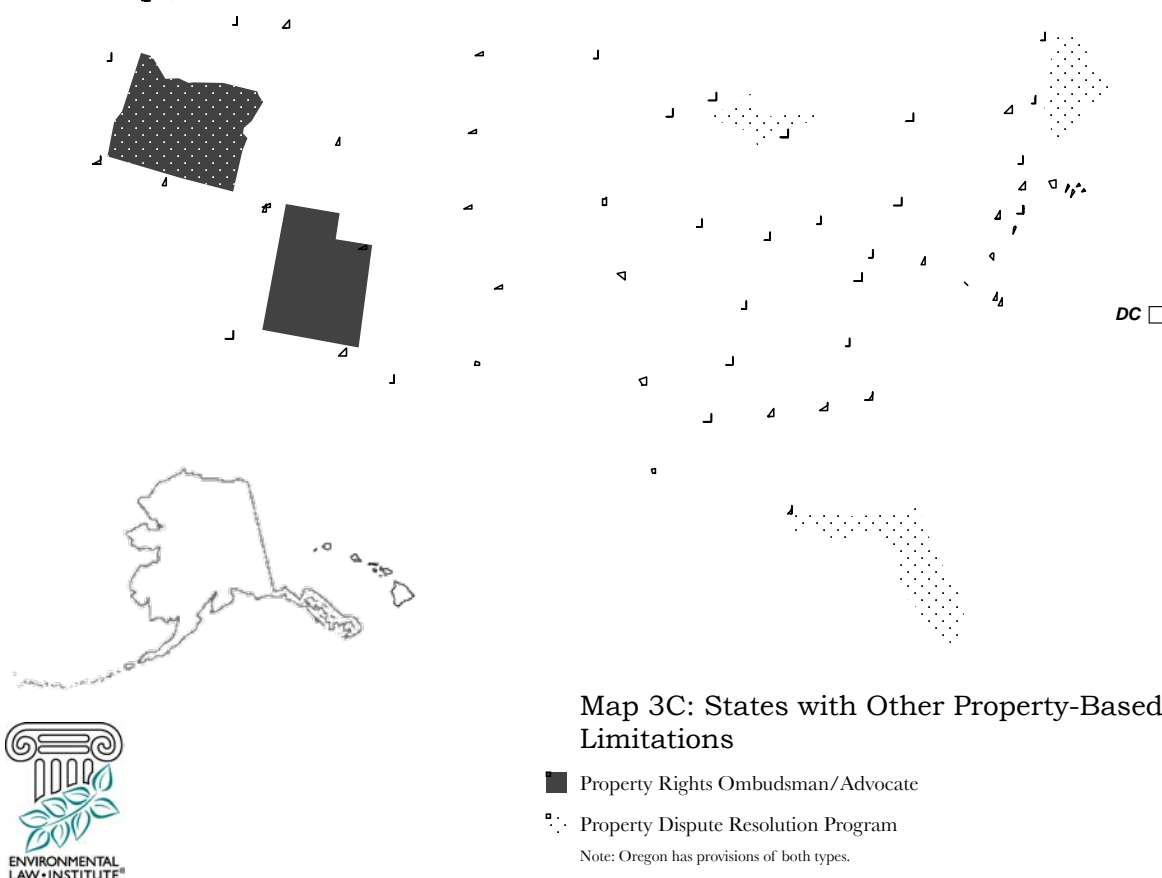 DC
Map 3C: States with Other Property-Based
Limitations
Property Rights Ombudsman/Advocate
Property Dispute Resolution Program
Note: Oregon has provisions of both types.
ENVIRONMENTAL
LAW•INSTITUTE®